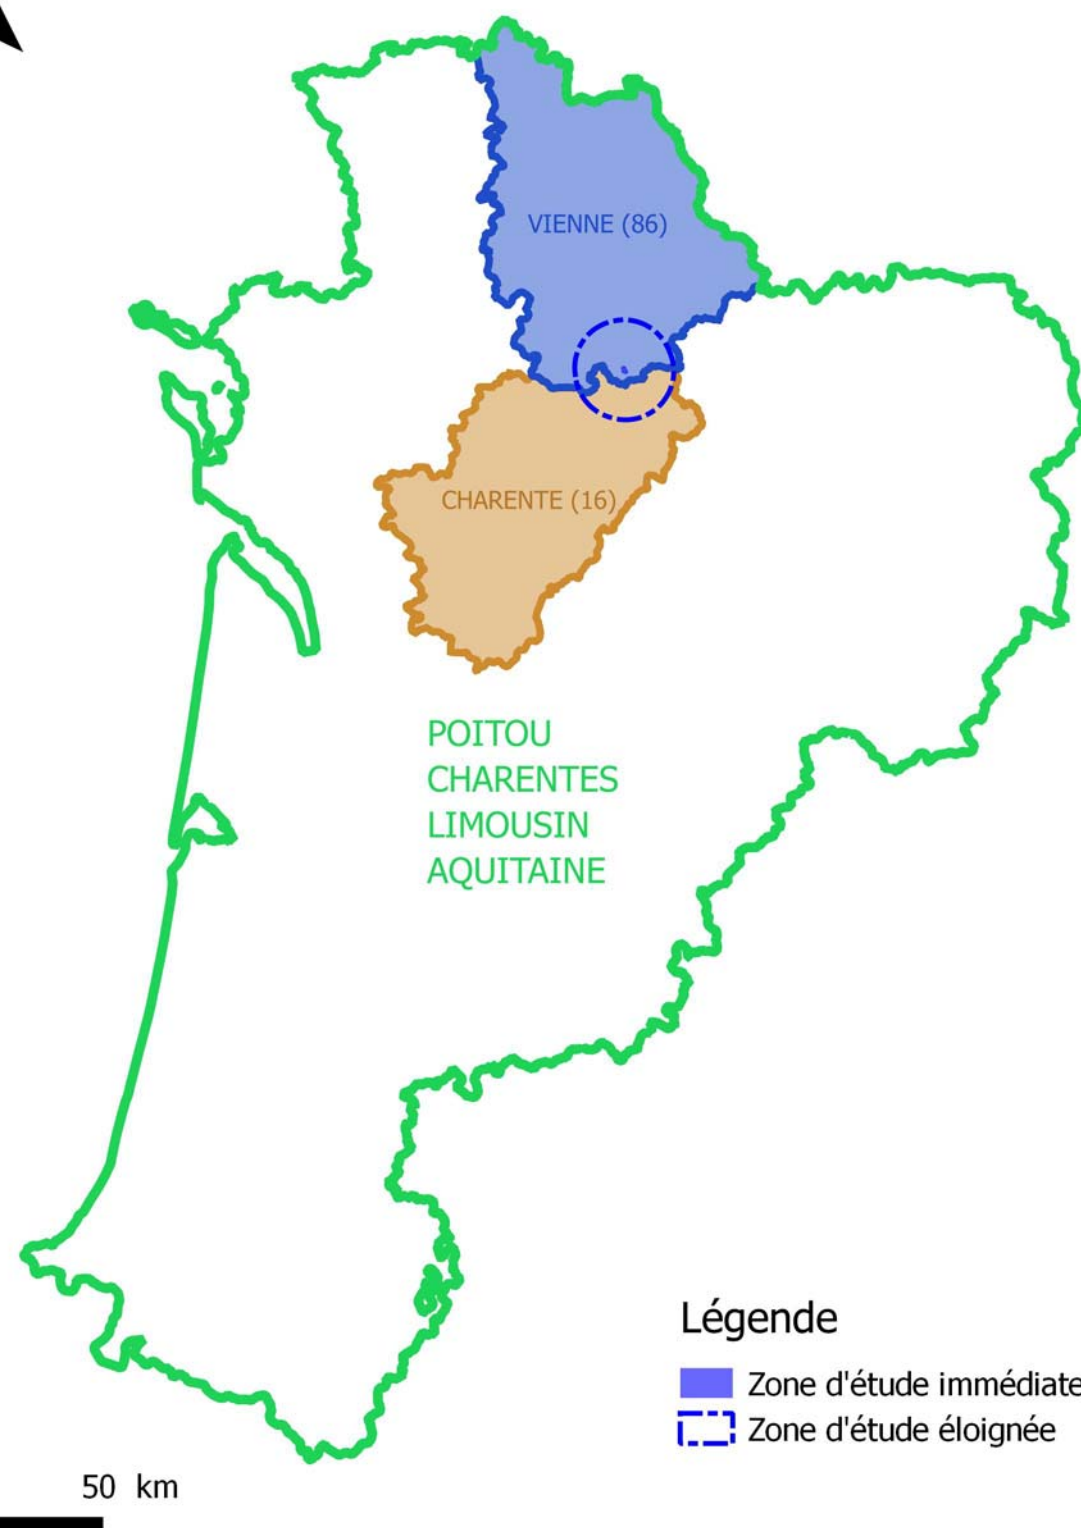 VIENNE (86)
CHARENTE (16)
POITOU
CHARENTES
LIMOUSIN
AQUITAINE
Légende
Zone d'étude immédiate
Zone d'étude éloignée
50 km